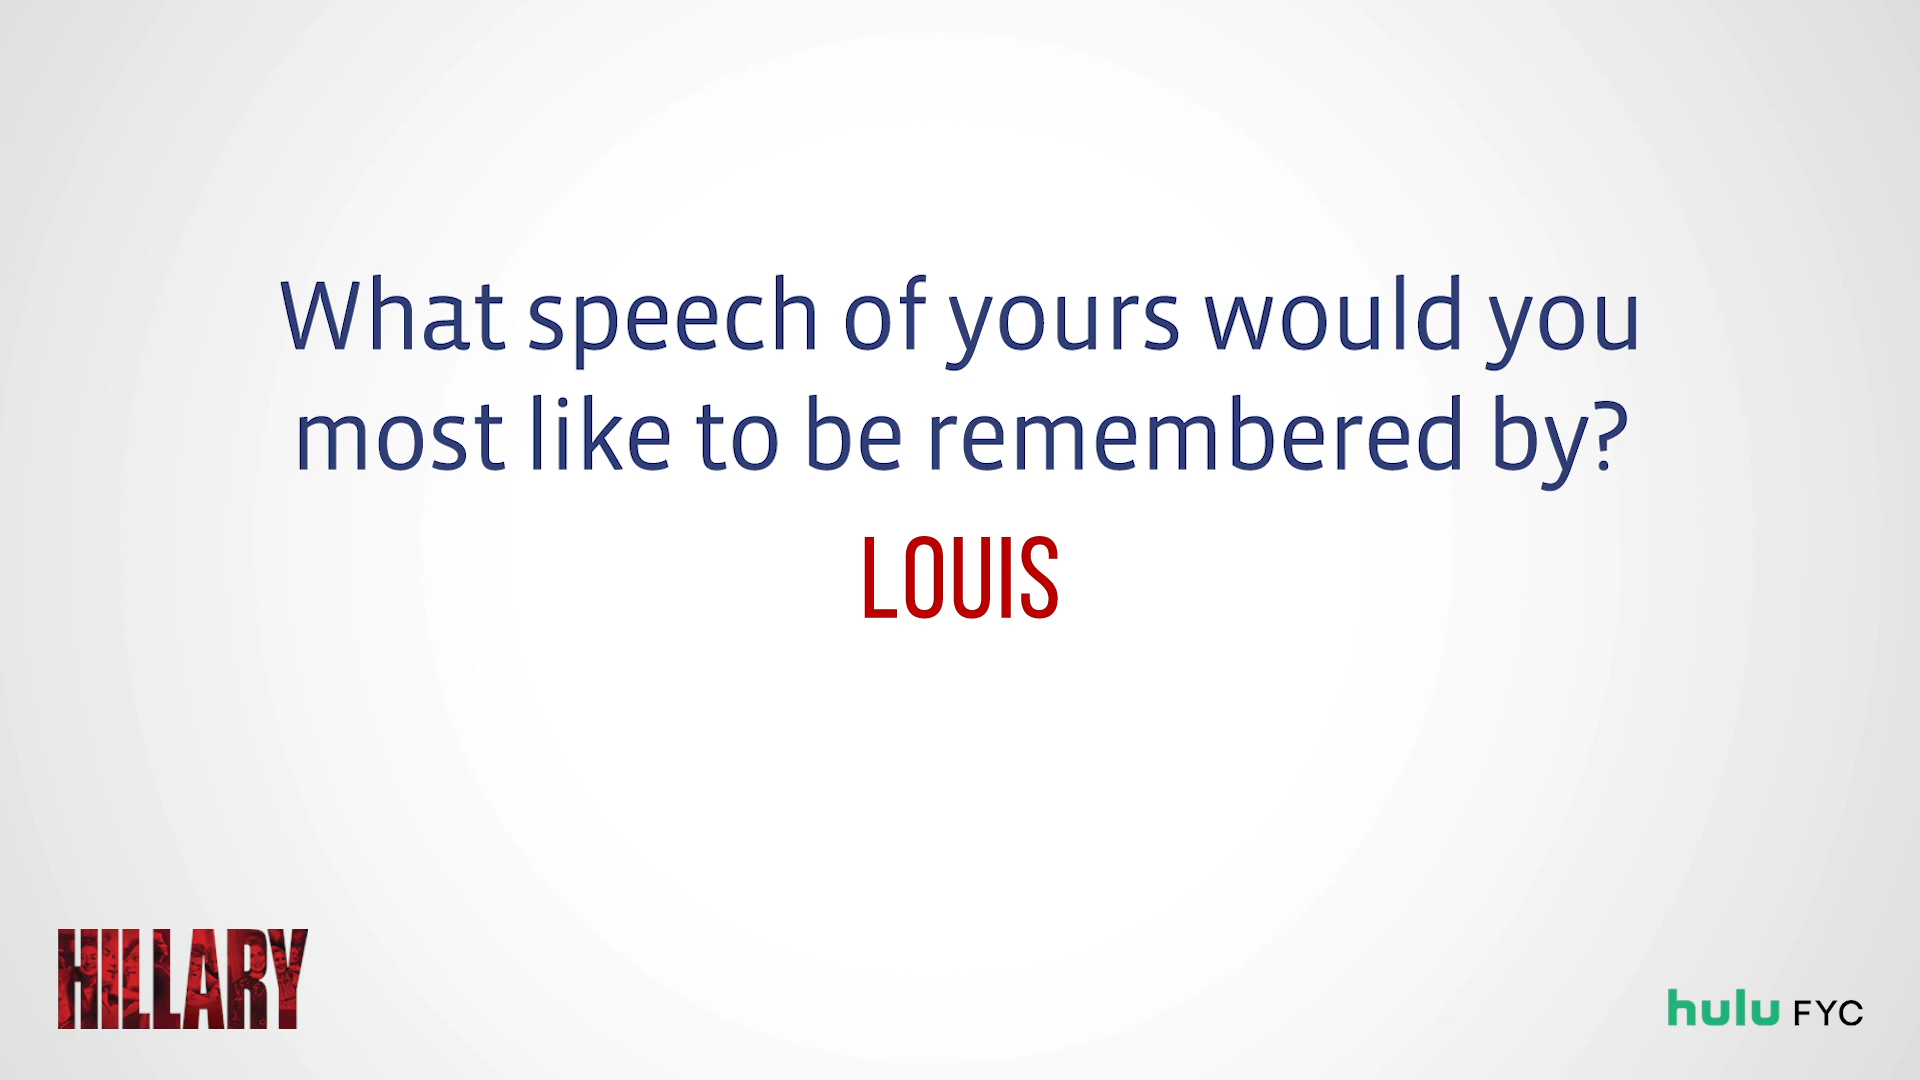 What speech of yours would you
most like to be remembered by?
LOUIS
HILLARY
hulu FYC